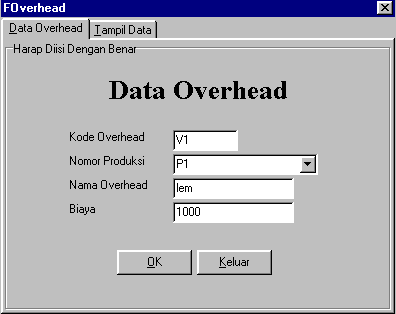 FOverhead
Data Overhead Tampil Data
Harap Diisi Dengan Benar
Data Overhead
Kode Overhead V1
Nomor Produksi P1
Nama Overhead lem
Biaya 1000
OK Keluar